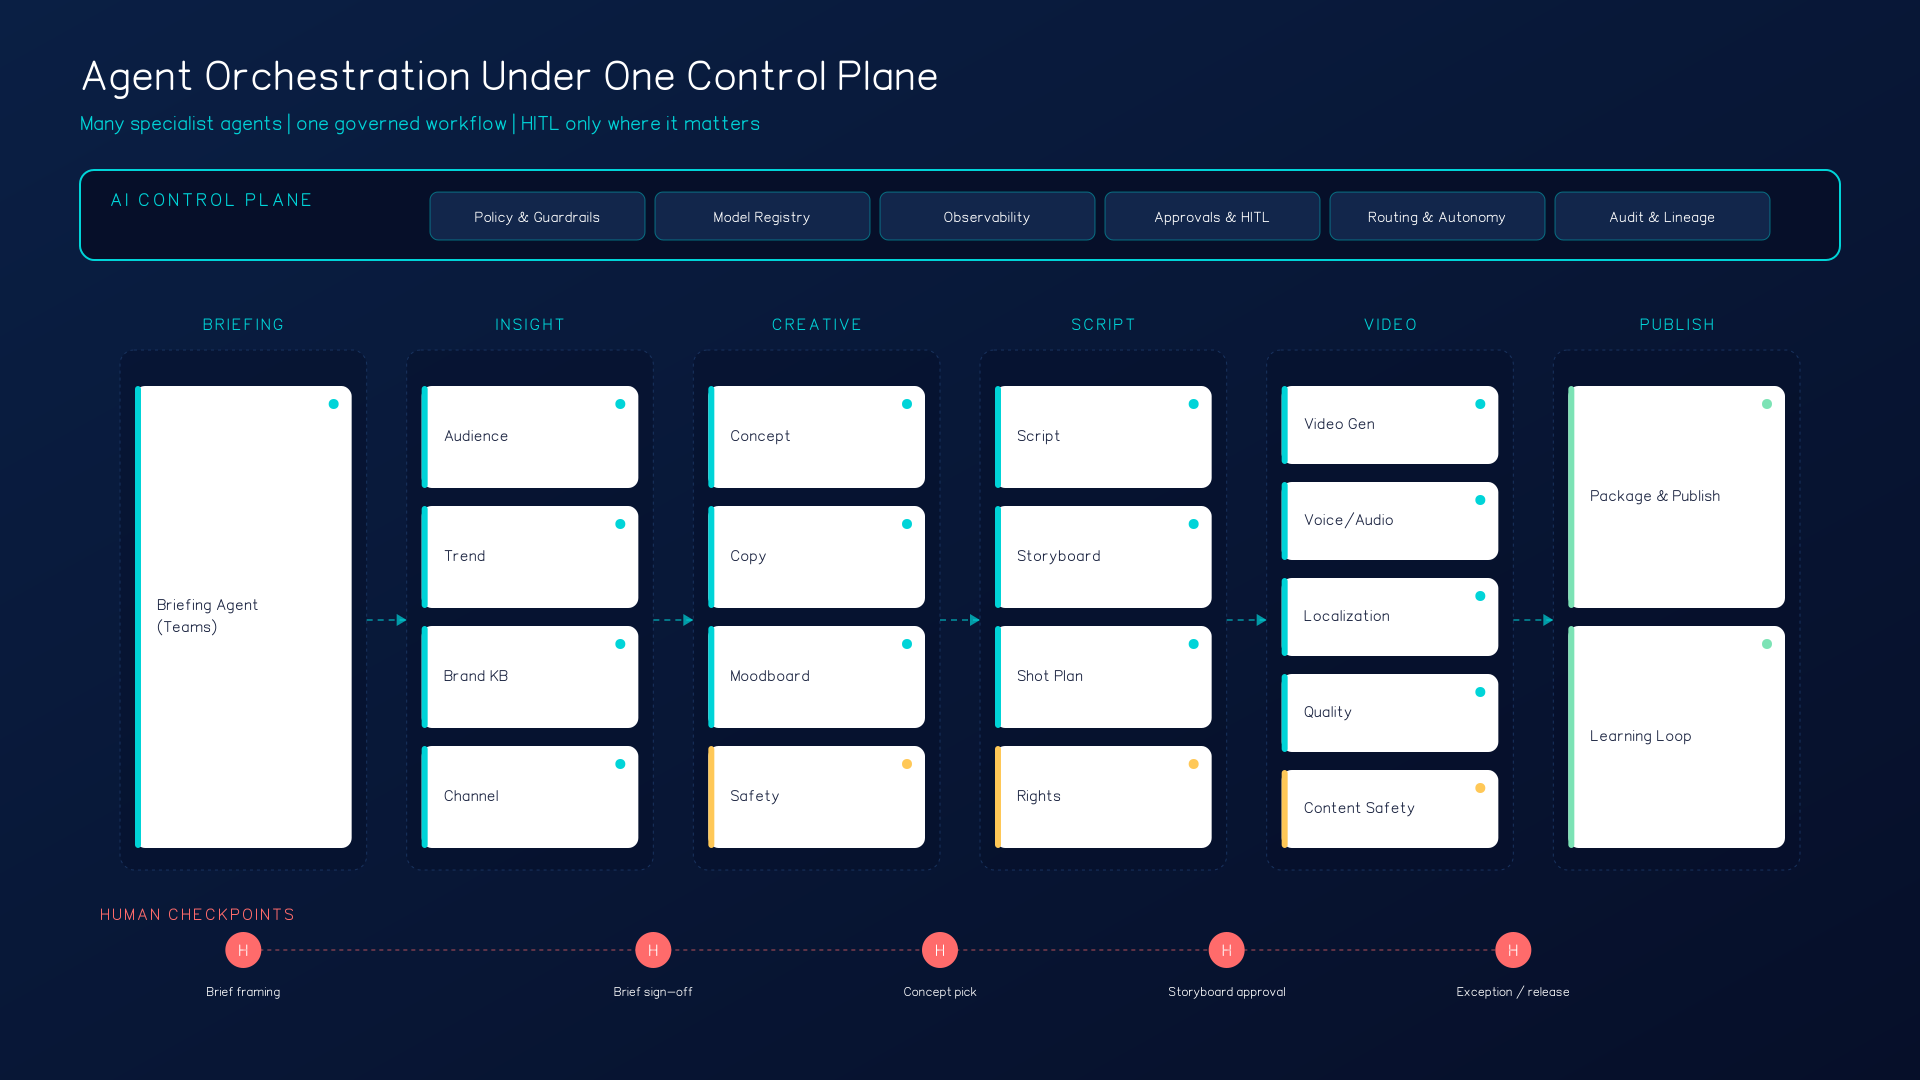 Agent Orchestration Under One Control Plane
Many specialist agents | one governed workflow | HITL only where it matters
AI CONTROL PLANE
Policy & Guardrails
Model Registry
Observability
Approvals & HITL
Routing & Autonomy
Audit & Lineage
BRIEFING
Briefing Agent
(Teams)
INSIGHT
Audience
Trend
Brand KB
Channel
CREATIVE
Concept
Copy
Moodboard
Safety
SCRIPT
Script
Storyboard
Shot Plan
Rights
VIDEO
Video Gen
Voice/Audio
Localization
Quality
Content Safety
PUBLISH
Package & Publish
Learning Loop
HUMAN CHECKPOINTS
H
Brief framing
H
Brief sign–off
H
Concept pick
H
Storyboard approval
H
Exception / release